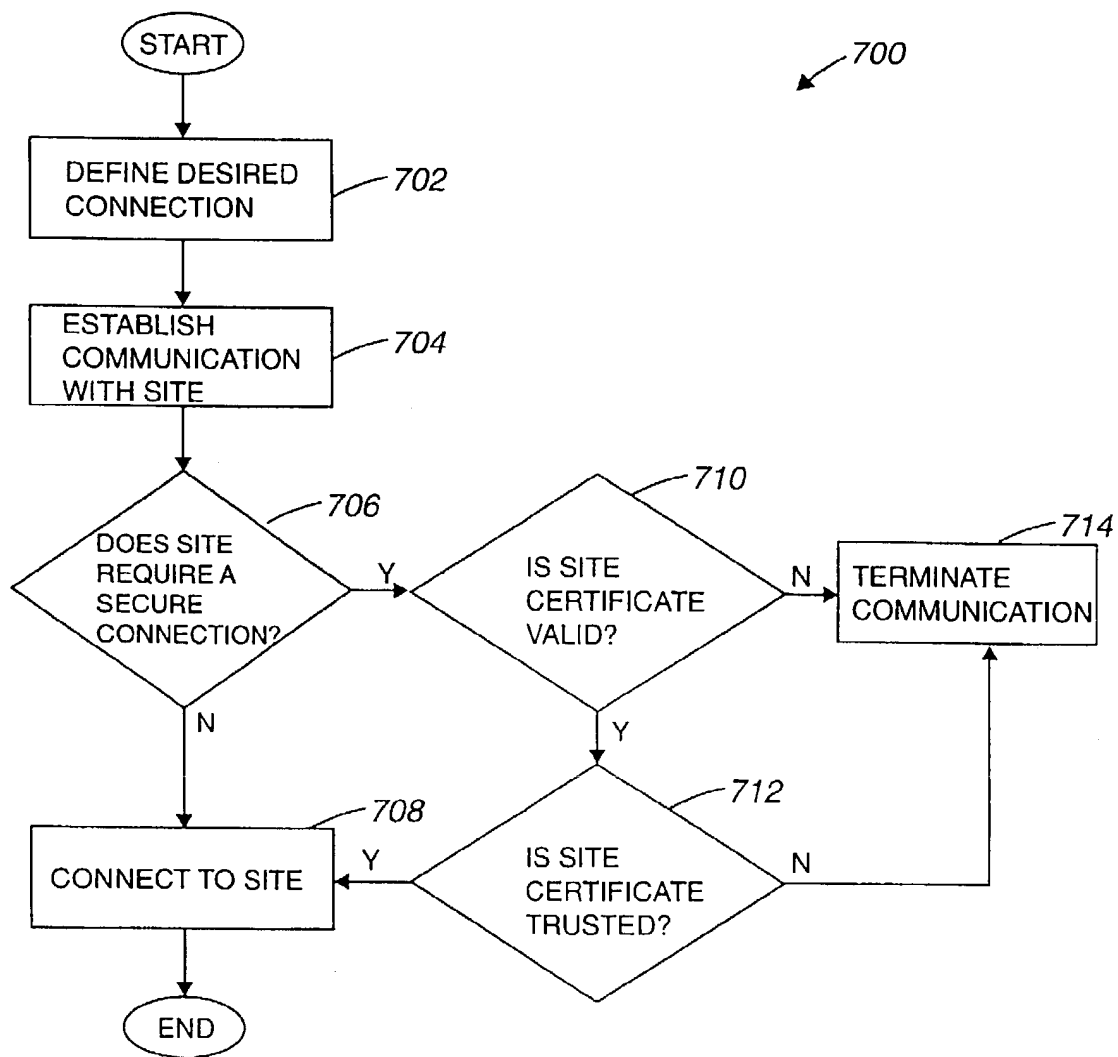 START
700
DEFINE DESIRED
CONNECTION
702
ESTABLISH
COMMUNICATION
WITH SITE
704
706
DOES SITE
REQUIRE A
SECURE
CONNECTION?
Y
N
710
IS SITE
CERTIFICATE
VALID?
N
Y
714
TERMINATE
COMMUNICATION
712
IS SITE
CERTIFICATE
TRUSTED?
Y
N
708
CONNECT TO SITE
END